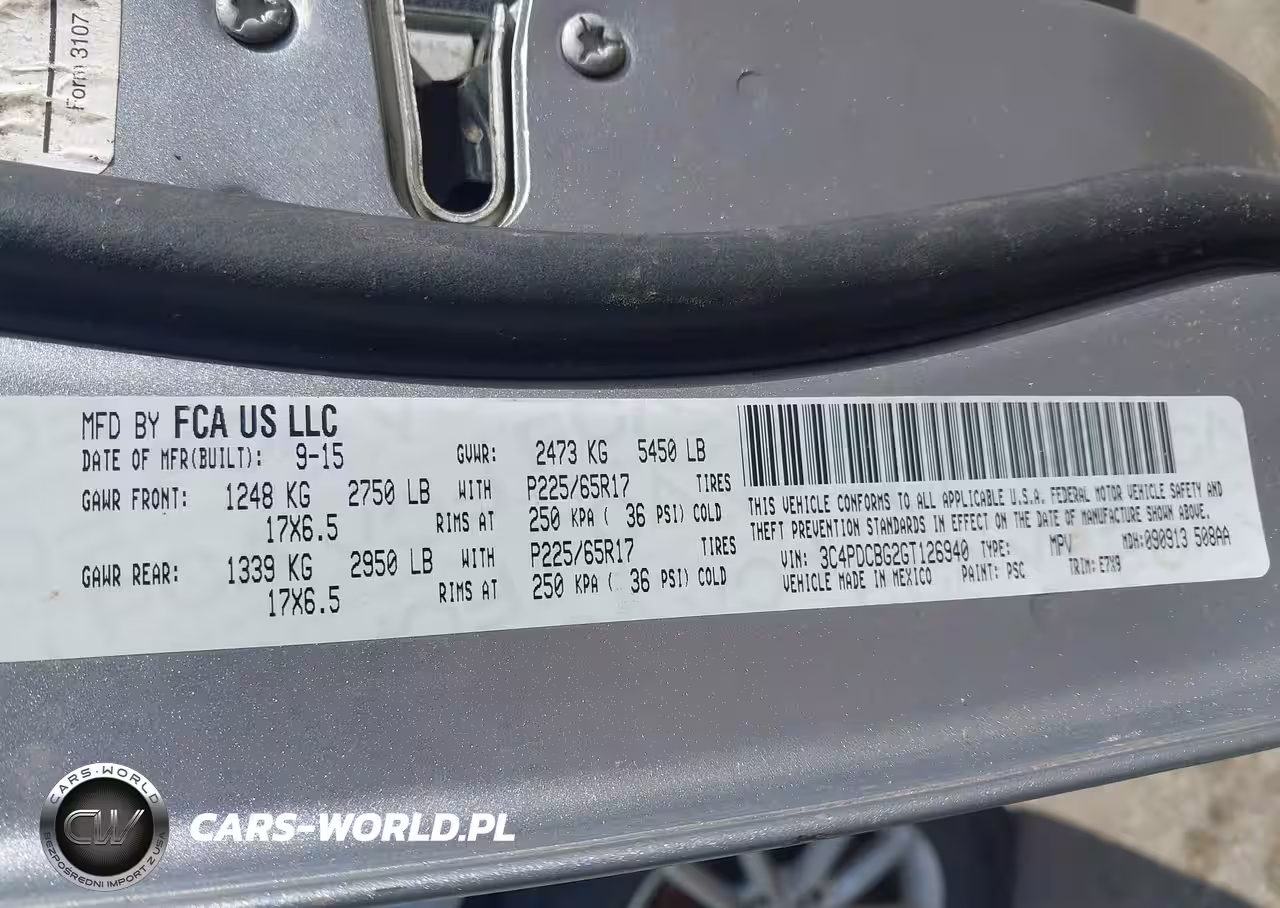 Form 3107
MFD BY FCA US LLC
DATE OF MFR(BUILT): 9-15 GVWR: 2473 KG 5450 LB
GAWR FRONT: 1248 KG 2750 LB WITH P225/65R17 TIRES
17X6.5 RIMS AT 250 KPA ( 36 PSI) COLD
GAWR REAR: 1339 KG 2950 LB WITH P225/65R17 TIRES
17X6.5 RIMS AT 250 KPA ( 36 PSI) COLD
THIS VEHICLE CONFORMS TO ALL APPLICABLE U.S.A. FEDERAL MOTOR VEHICLE SAFETY AND
THEFT PREVENTION STANDARDS IN EFFECT ON THE DATE OF MANUFACTURE SHOWN ABOVE.
VIN: 3C4PDCBG2GT126940 TYPE: MPV MDH:090913 508AA
VEHICLE MADE IN MEXICO PAINT: PSC TRIM: E7X9
CARS-WORLD
CW
BEZPOŚREDNI IMPORT Z USA
CARS-WORLD.PL